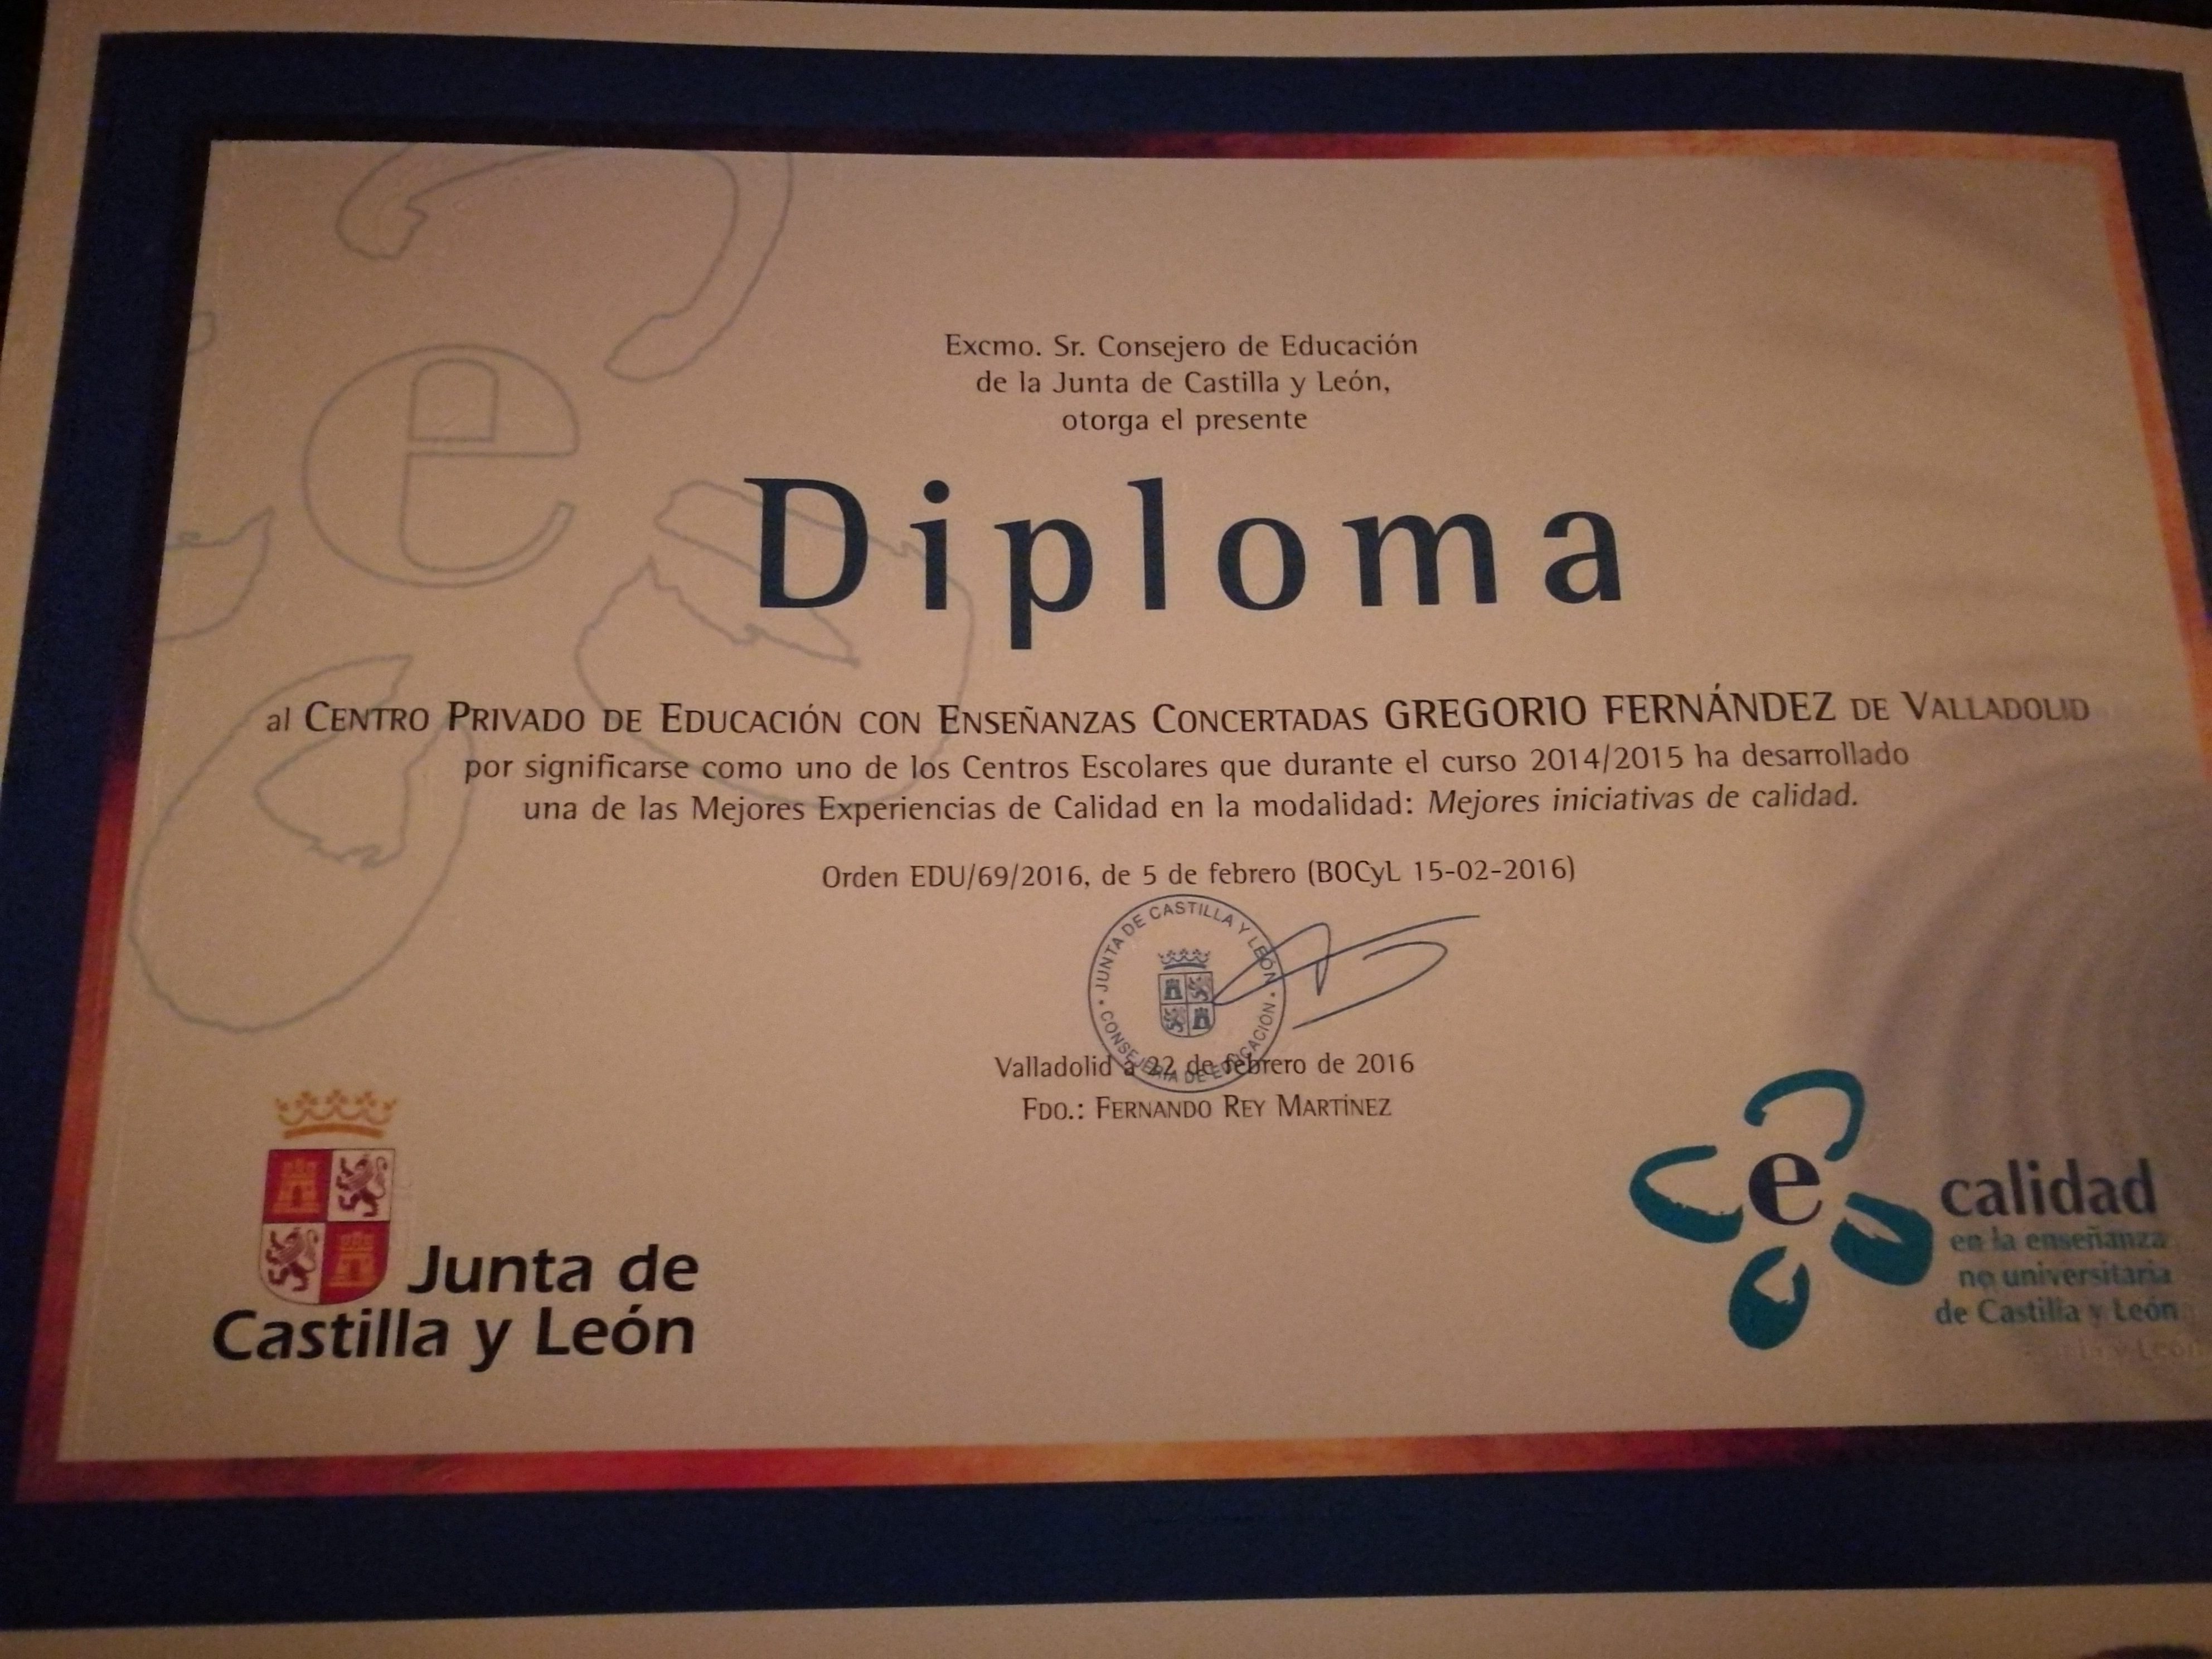 Excmo. Sr. Consejero de Educación
de la Junta de Castilla y León,
otorga el presente
Diploma
al CENTRO PRIVADO DE EDUCACIÓN CON ENSEÑANZAS CONCERTADAS GREGORIO FERNÁNDEZ DE VALLADOLID
por significarse como uno de los Centros Escolares que durante el curso 2014/2015 ha desarrollado
una de las Mejores Experiencias de Calidad en la modalidad: Mejores iniciativas de calidad.
Orden EDU/69/2016, de 5 de febrero (BOCyL 15-02-2016)
JUNTA DE CASTILLA Y LEÓN
CONSEJERIA DE EDUCACIÓN
Valladolid a 22 de febrero de 2016
FDO.: FERNANDO REY MARTÍNEZ
Junta de
Castilla y León
e
calidad
en la enseñanza
no universitaria
de Castilla y León